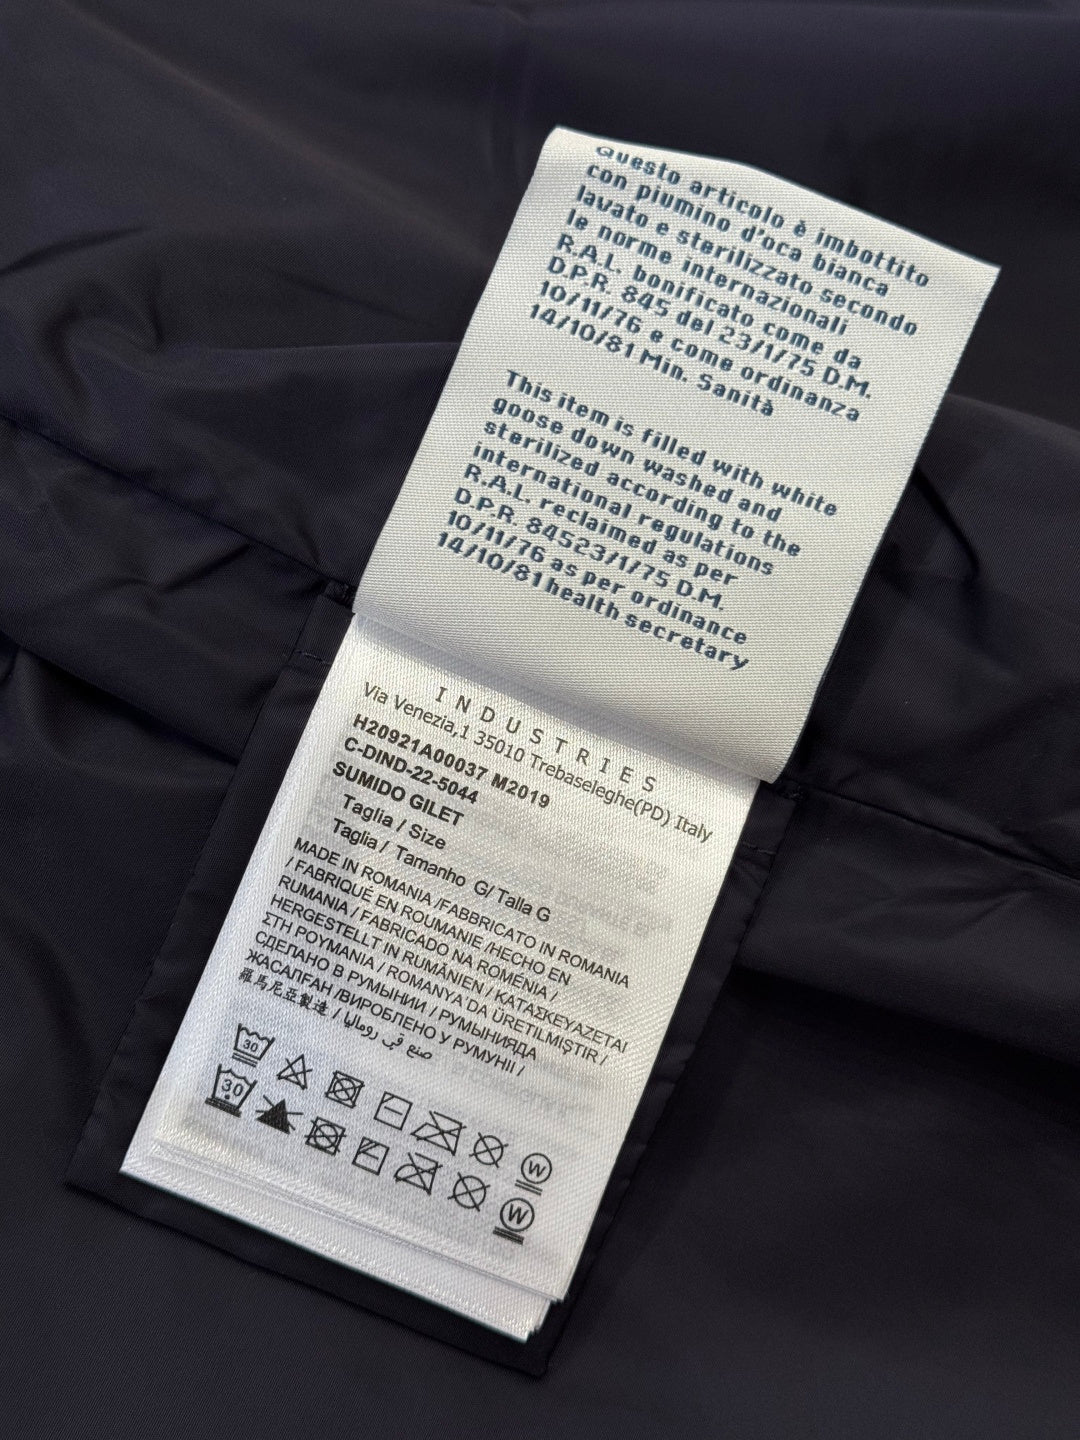 Questo articolo è imbottito
con piumino d'oca bianca
lavato e sterilizzato secondo
le norme internazionali
R.A.L. bonificato come da
D.P.R. 845 del 23/1/75 D.M.
10/11/76 e come ordinanza
14/10/81 Min. Sanità
This item is filled with white
goose down washed and
sterilized according to the
international regulations
R.A.L. reclaimed as per
D.P.R. 84523/1/75 D.M.
10/11/76 as per ordinance
14/10/81 health secretary
INDUSTRIES
Via Venezia,1 35010 Trebaseleghe(PD) Italy
H20921A00037 M2019
C-DIND-22-5044
SUMIDO GILET
Taglia / Size
Taglia / Tamanho G/ Talla G
MADE IN ROMANIA /FABBRICATO IN ROMANIA
/ FABRIQUÉ EN ROUMANIE /HECHO EN
RUMANIA / FABRICADO NA ROMÉNIA /
HERGESTELLT IN RUMÄNIEN / ΚΑΤΑΣΚΕΥΑΖΕΤΑΙ
ΣΤΗ ΡΟΥΜΑΝΙΑ / ROMANYA'DA ÜRETILMIŞTIR /
СДЕЛАНО В РУМЫНИИ / РУМЫНИЯДА
ЖАСАЛҒАН /ВИРОБЛЕНО У РУМУНІІ /
羅馬尼亞製造 / صنع في رومانيا
30
30
W
W